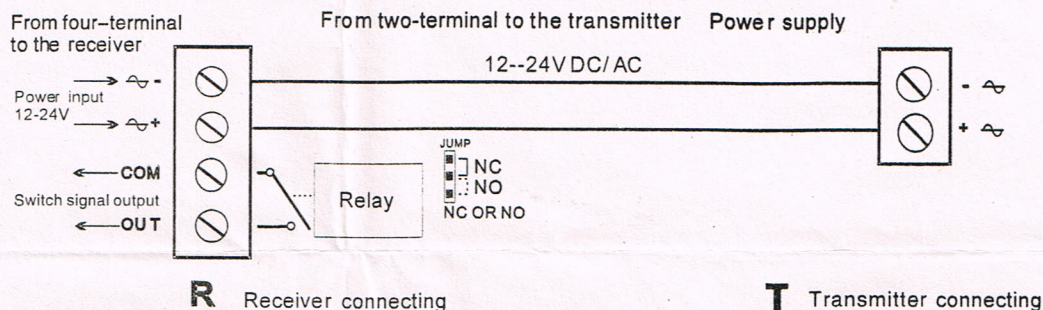 From four-terminal
to the receiver
From two-terminal to the transmitter Power supply
12--24V DC/AC
-
Power input
12-24V
+
COM
Switch signal output
OUT
Relay
JUMP
NC
NO
NC OR NO
-
+
R Receiver connecting
T Transmitter connecting